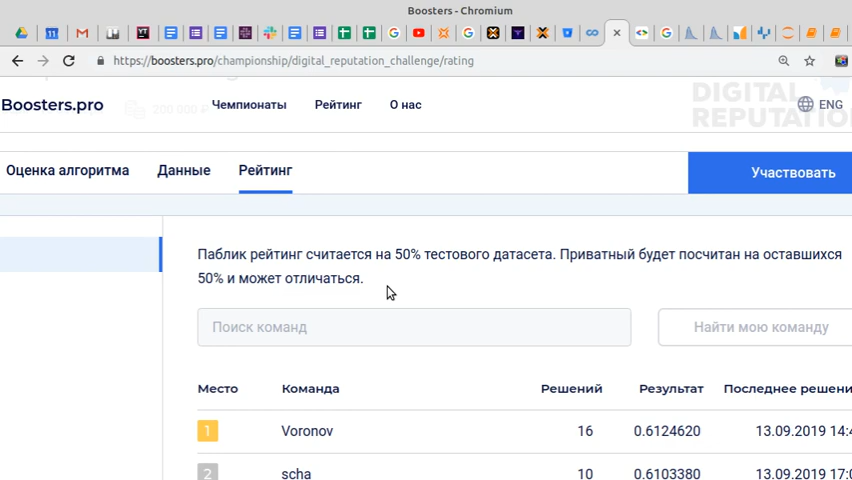 Boosters - Chromium
https://boosters.pro/championship/digital_reputation_challenge/rating
Boosters.pro
200 000 ₽
Чемпионаты
Рейтинг
О нас
DIGITAL
ENG
Оценка алгоритма
Данные
Рейтинг
Участвовать
Паблик рейтинг считается на 50% тестового датасета. Приватный будет посчитан на оставшихся
50% и может отличаться.
Поиск команд
Найти мою команду
Место Команда Решений Результат Последнее решени
1 Voronov 16 0.6124620 13.09.2019 14:4
2 scha 10 0.6103380 13.09.2019 17:0